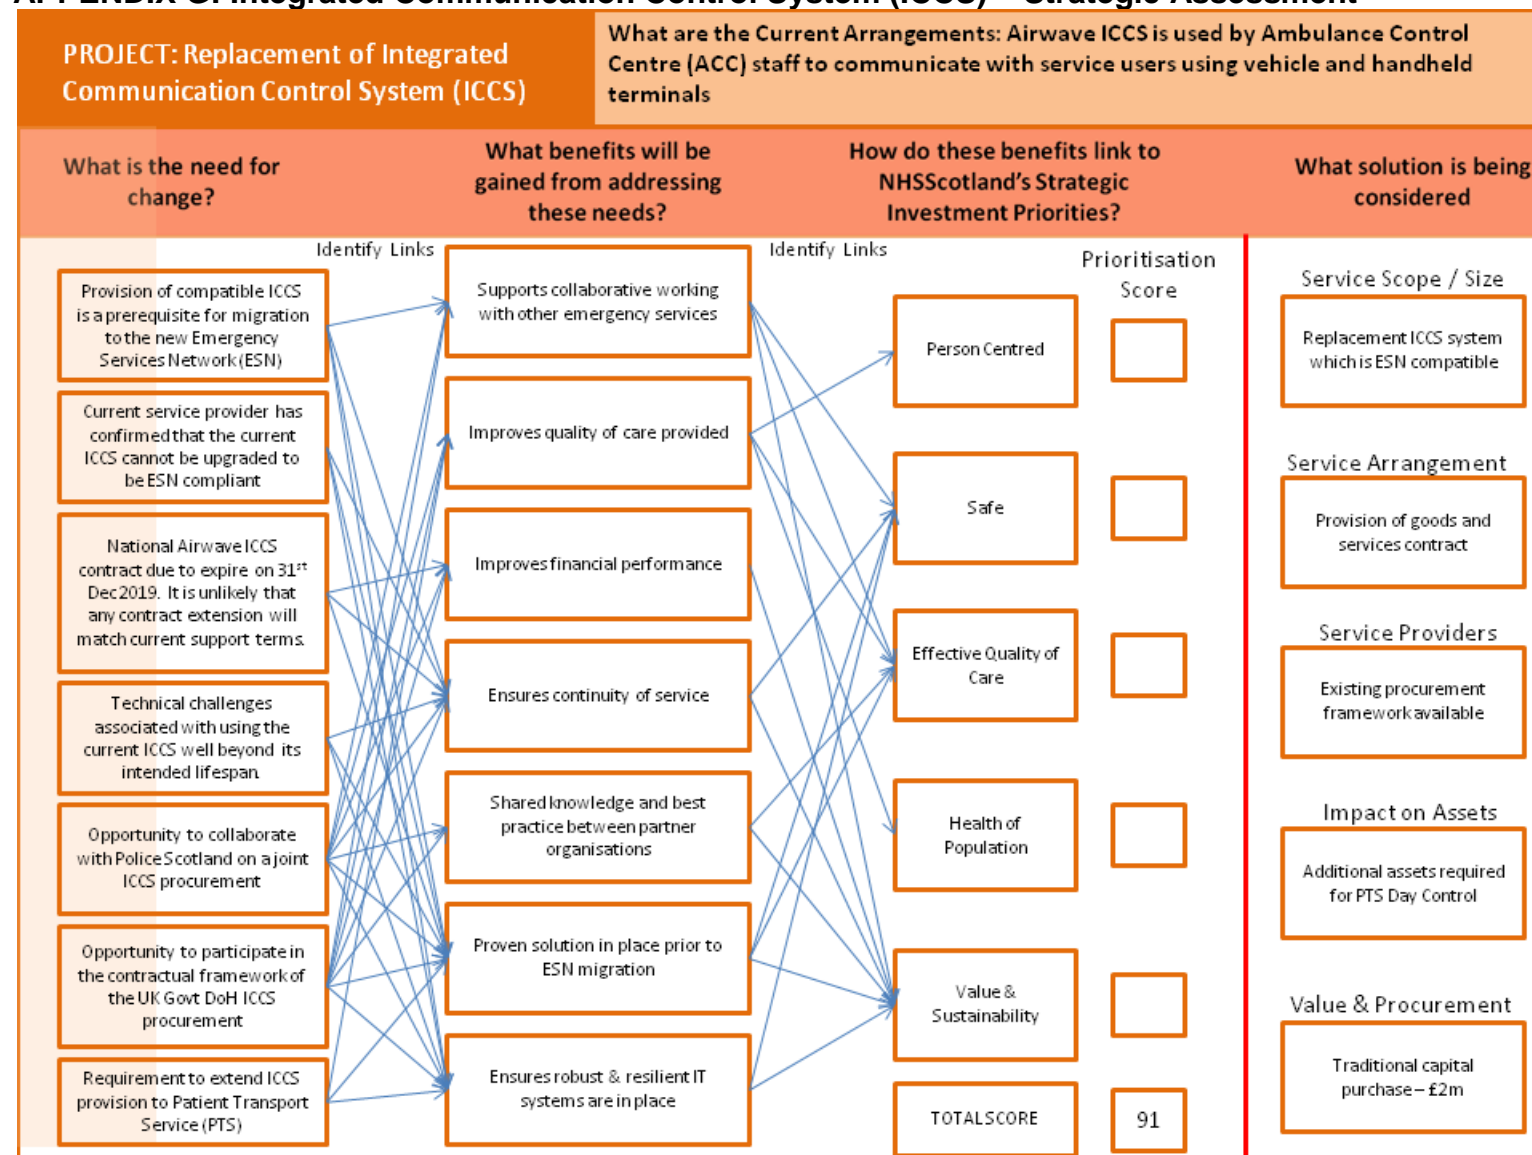 APPENDIX G: Integrated Communication Control System (ICCS) – Strategic Assessment
PROJECT: Replacement of Integrated
Communication Control System (ICCS)
What are the Current Arrangements: Airwave ICCS is used by Ambulance Control
Centre (ACC) staff to communicate with service users using vehicle and handheld
terminals
What is the need for
change?
What benefits will be
gained from addressing
these needs?
How do these benefits link to
NHSScotland's Strategic
Investment Priorities?
What solution is being
considered
Identify Links
Identify Links
Provision of compatible ICCS
is a prerequisite for migration
to the new Emergency
Services Network (ESN)
Current service provider has
confirmed that the current
ICCS cannot be upgraded to
be ESN compliant
National Airwave ICCS
contract due to expire on 31st
Dec 2019. It is unlikely that
any contract extension will
match current support terms.
Technical challenges
associated with using the
current ICCS well beyond its
intended lifespan.
Opportunity to collaborate
with Police Scotland on a joint
ICCS procurement
Opportunity to participate in
the contractual framework of
the UK Govt DoH ICCS
procurement
Requirement to extend ICCS
provision to Patient Transport
Service (PTS)
Supports collaborative working
with other emergency services
Improves quality of care provided
Improves financial performance
Ensures continuity of service
Shared knowledge and best
practice between partner
organisations
Proven solution in place prior to
ESN migration
Ensures robust & resilient IT
systems are in place
Prioritisation
Score
Person Centred
Safe
Effective Quality of
Care
Health of
Population
Value &
Sustainability
TOTAL SCORE
91
Service Scope / Size
Replacement ICCS system
which is ESN compatible
Service Arrangement
Provision of goods and
services contract
Service Providers
Existing procurement
framework available
Impact on Assets
Additional assets required
for PTS Day Control
Value & Procurement
Traditional capital
purchase – £2m